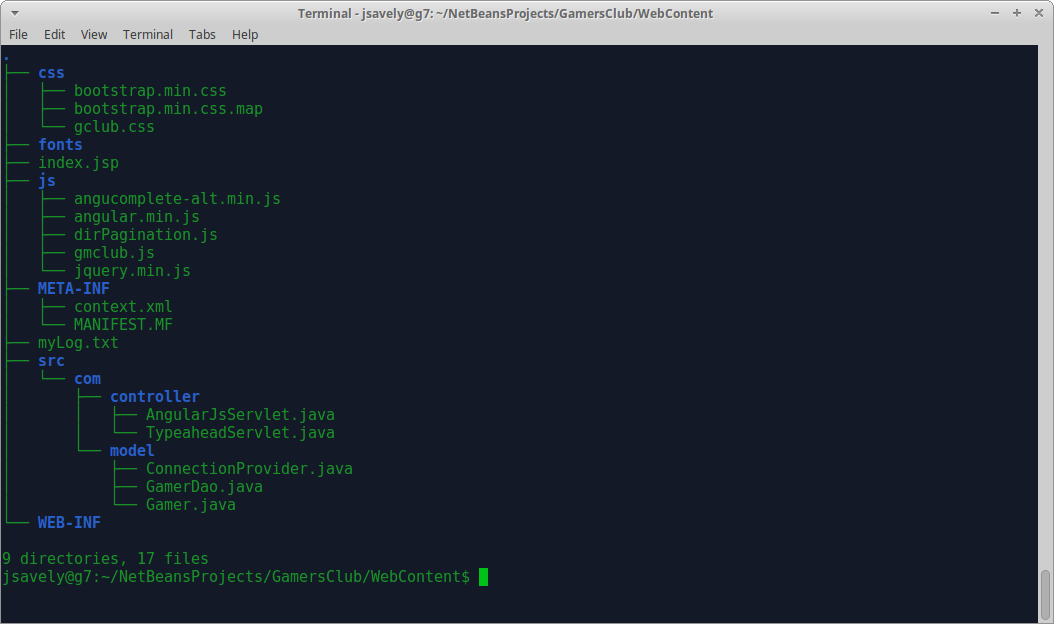 Terminal - jsavely@g7: ~/NetBeansProjects/GamersClub/WebContent
File Edit View Terminal Tabs Help
.
├── css
│   ├── bootstrap.min.css
│   ├── bootstrap.min.css.map
│   └── gclub.css
├── fonts
├── index.jsp
├── js
│   ├── angucomplete-alt.min.js
│   ├── angular.min.js
│   ├── dirPagination.js
│   ├── gmclub.js
│   └── jquery.min.js
├── META-INF
│   ├── context.xml
│   └── MANIFEST.MF
├── myLog.txt
├── src
│   └── com
│       ├── controller
│       │   ├── AngularJsServlet.java
│       │   └── TypeaheadServlet.java
│       └── model
│           ├── ConnectionProvider.java
│           ├── GamerDao.java
│           └── Gamer.java
└── WEB-INF
9 directories, 17 files
jsavely@g7:~/NetBeansProjects/GamersClub/WebContent$